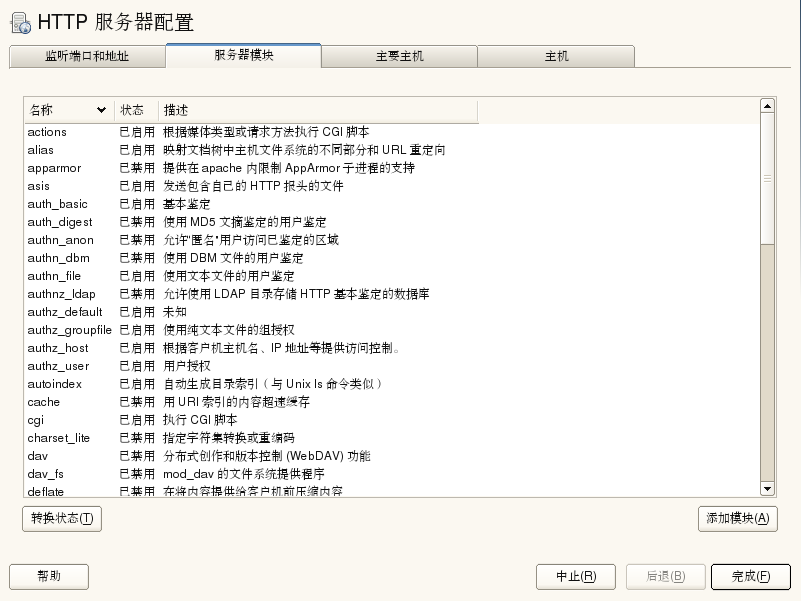 HTTP 服务器配置
监听端口和地址 服务器模块 主要主机 主机
名称 状态 描述
actions 已启用 根据媒体类型或请求方法执行 CGI 脚本
alias 已启用 映射文档树中主机文件系统的不同部分和 URL 重定向
apparmor 已禁用 提供在 apache 内限制 AppArmor 子进程的支持
asis 已启用 发送包含自己的 HTTP 报头的文件
auth_basic 已启用 基本鉴定
auth_digest 已禁用 使用 MD5 文摘鉴定的用户鉴定
authn_anon 已禁用 允许"匿名"用户访问已鉴定的区域
authn_dbm 已禁用 使用 DBM 文件的用户鉴定
authn_file 已启用 使用文本文件的用户鉴定
authnz_ldap 已禁用 允许使用 LDAP 目录存储 HTTP 基本鉴定的数据库
authz_default 已启用 未知
authz_groupfile 已启用 使用纯文本文件的组授权
authz_host 已启用 根据客户机主机名、IP 地址等提供访问控制。
authz_user 已启用 用户授权
autoindex 已启用 自动生成目录索引（与 Unix ls 命令类似）
cache 已禁用 用 URI 索引的内容超速缓存
cgi 已启用 执行 CGI 脚本
charset_lite 已禁用 指定字符集转换或重编码
dav 已禁用 分布式创作和版本控制 (WebDAV) 功能
dav_fs 已禁用 mod_dav 的文件系统提供程序
deflate 已禁用 在将内容提供给客户机前压缩内容
转换状态(T) 添加模块(A)
帮助 中止(R) 后退(B) 完成(F)